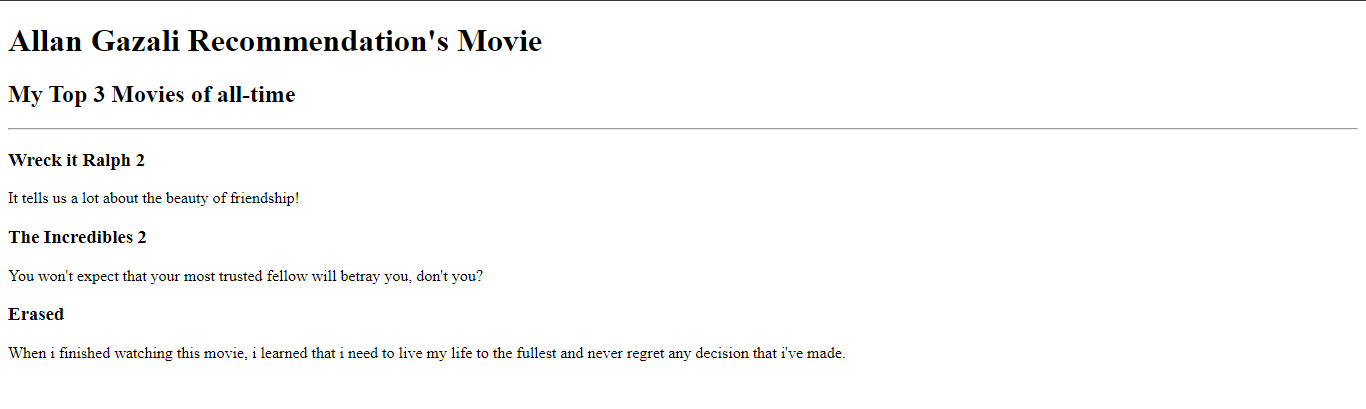 Allan Gazali Recommendation's Movie
My Top 3 Movies of all-time
Wreck it Ralph 2
It tells us a lot about the beauty of friendship!
The Incredibles 2
You won't expect that your most trusted fellow will betray you, don't you?
Erased
When i finished watching this movie, i learned that i need to live my life to the fullest and never regret any decision that i've made.